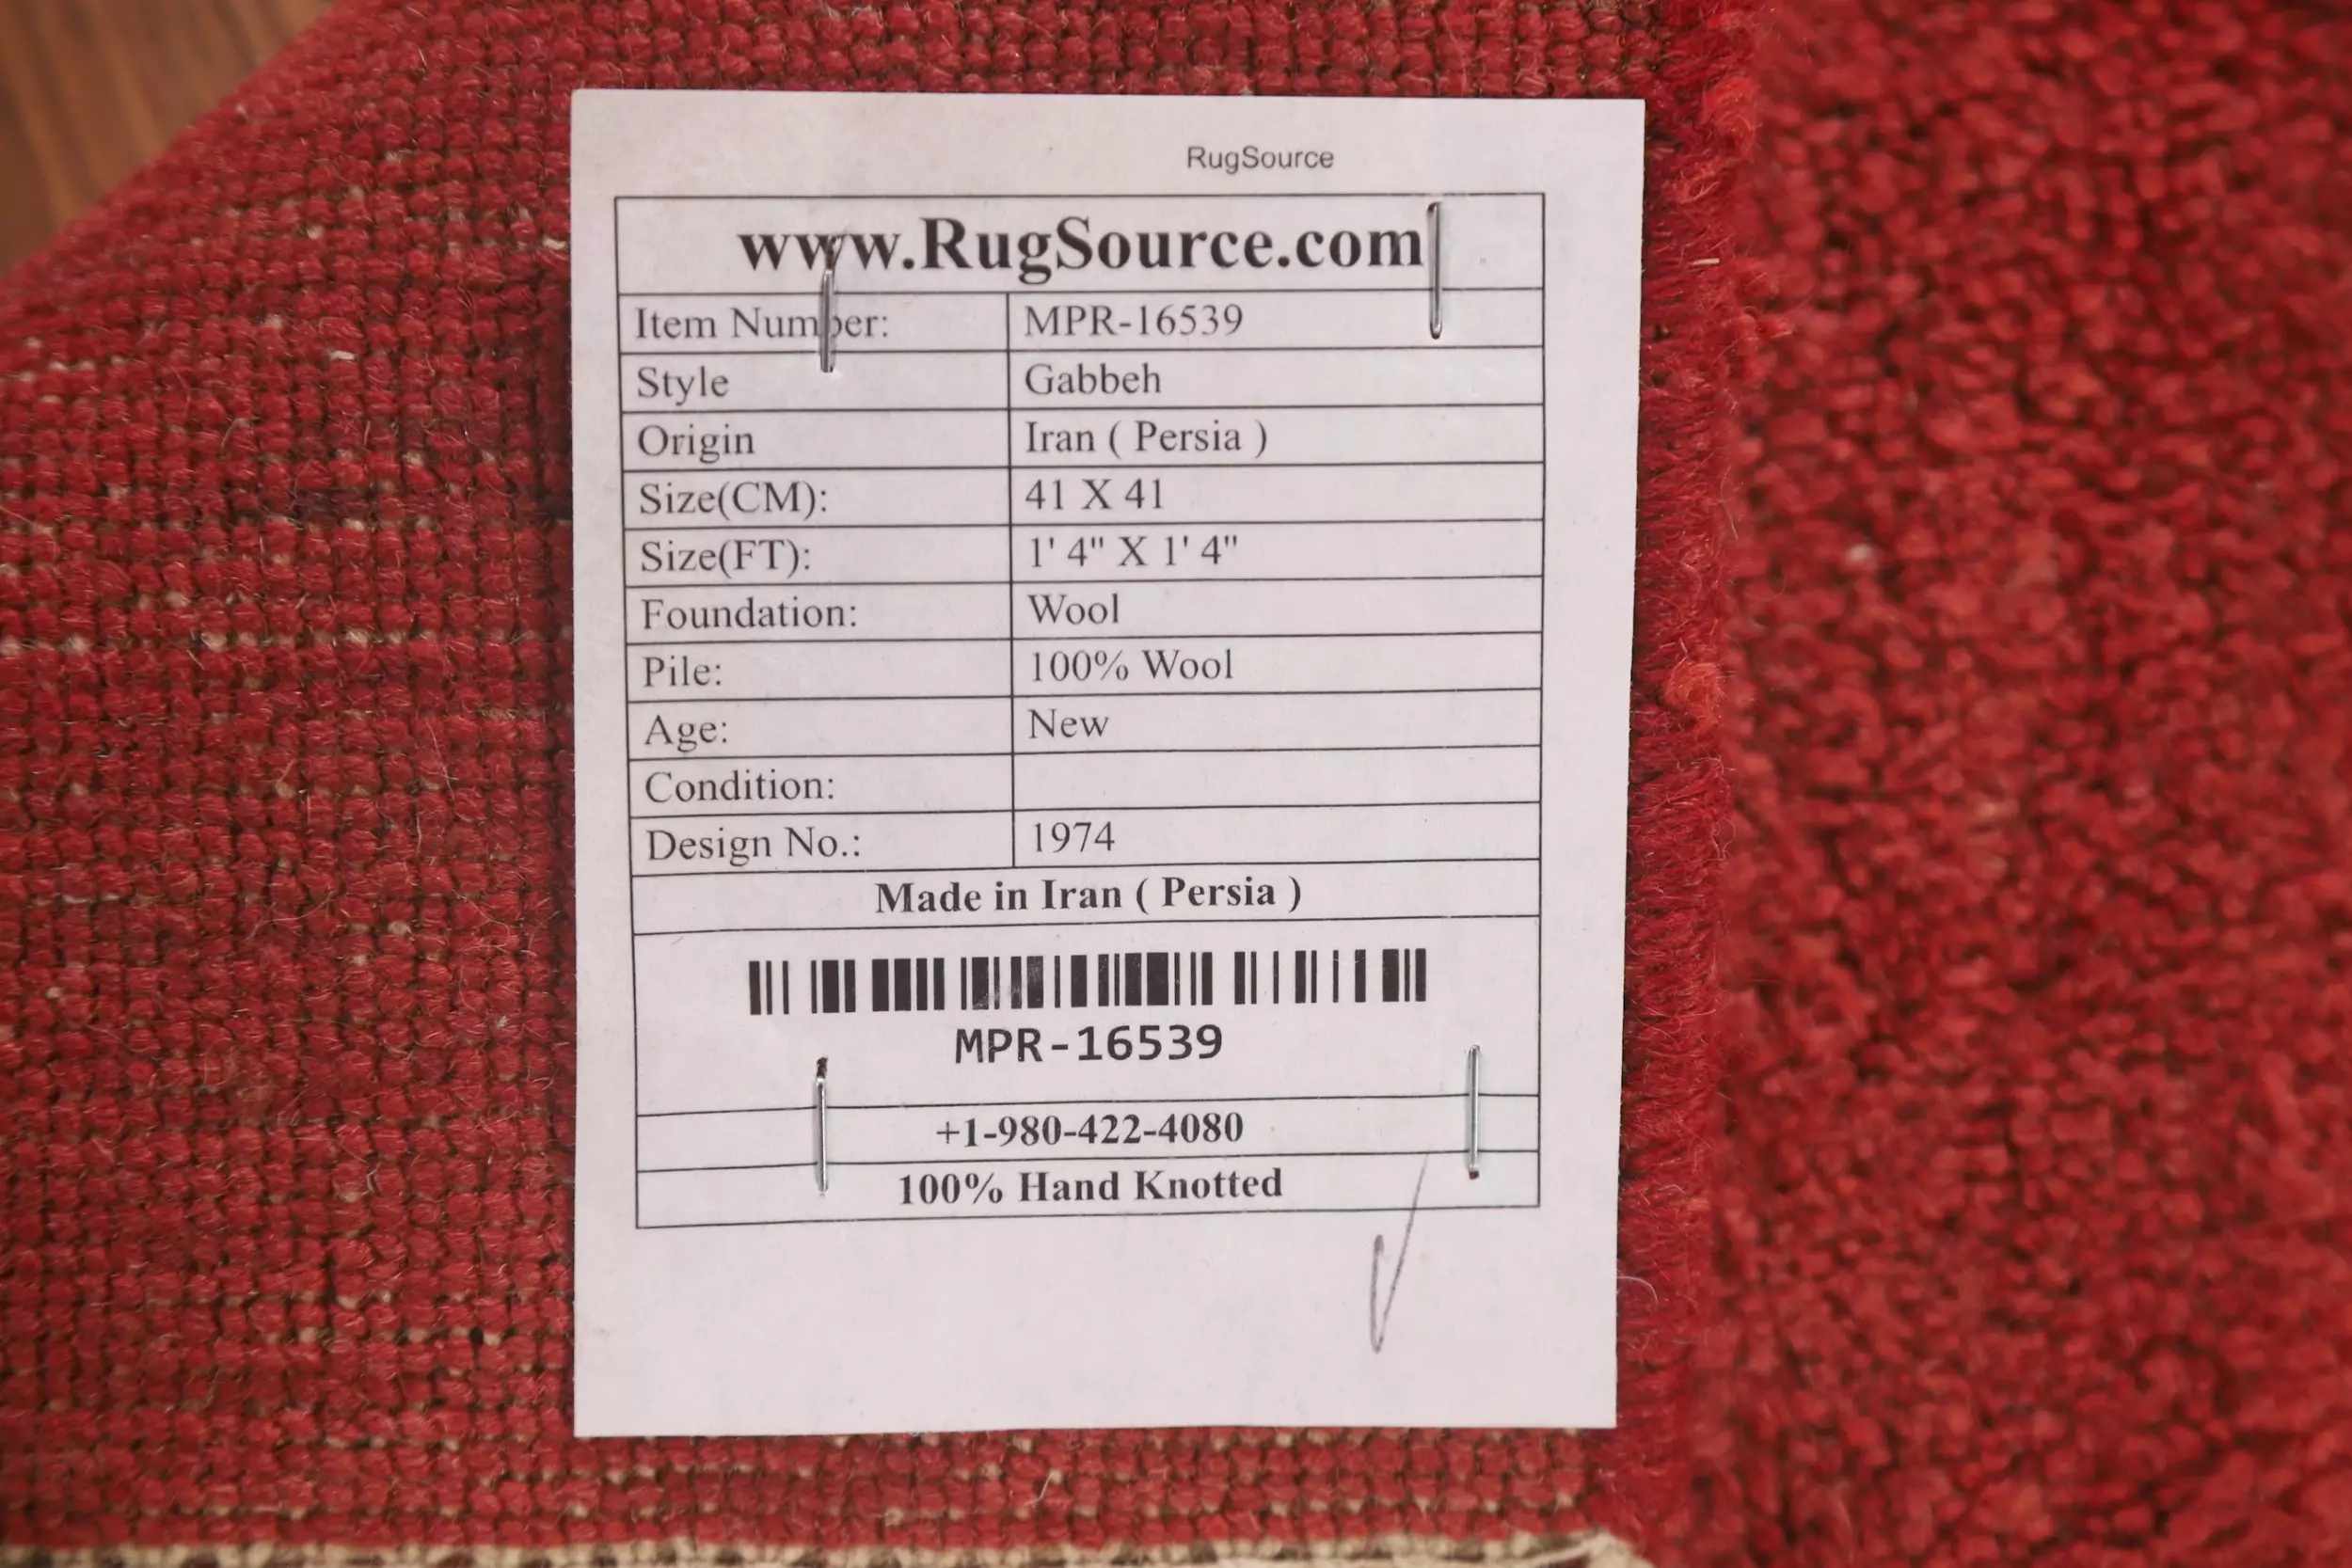 RugSource
www.RugSource.com
Item Number: MPR-16539
Style Gabbeh
Origin Iran ( Persia )
Size(CM): 41 X 41
Size(FT): 1' 4" X 1' 4"
Foundation: Wool
Pile: 100% Wool
Age: New
Condition:
Design No.: 1974
Made in Iran ( Persia )
MPR-16539
+1-980-422-4080
100% Hand Knotted